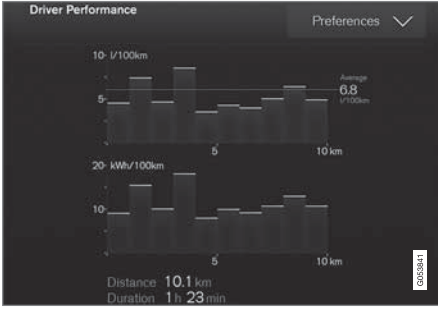 Driver Performance
Preferences
10- l/100km
Average
6.8
l/100km
5-
5
10 km
20- kWh/100km
10-
5
10 km
Distance 10.1 km
Duration 1 h 23 min
G053841